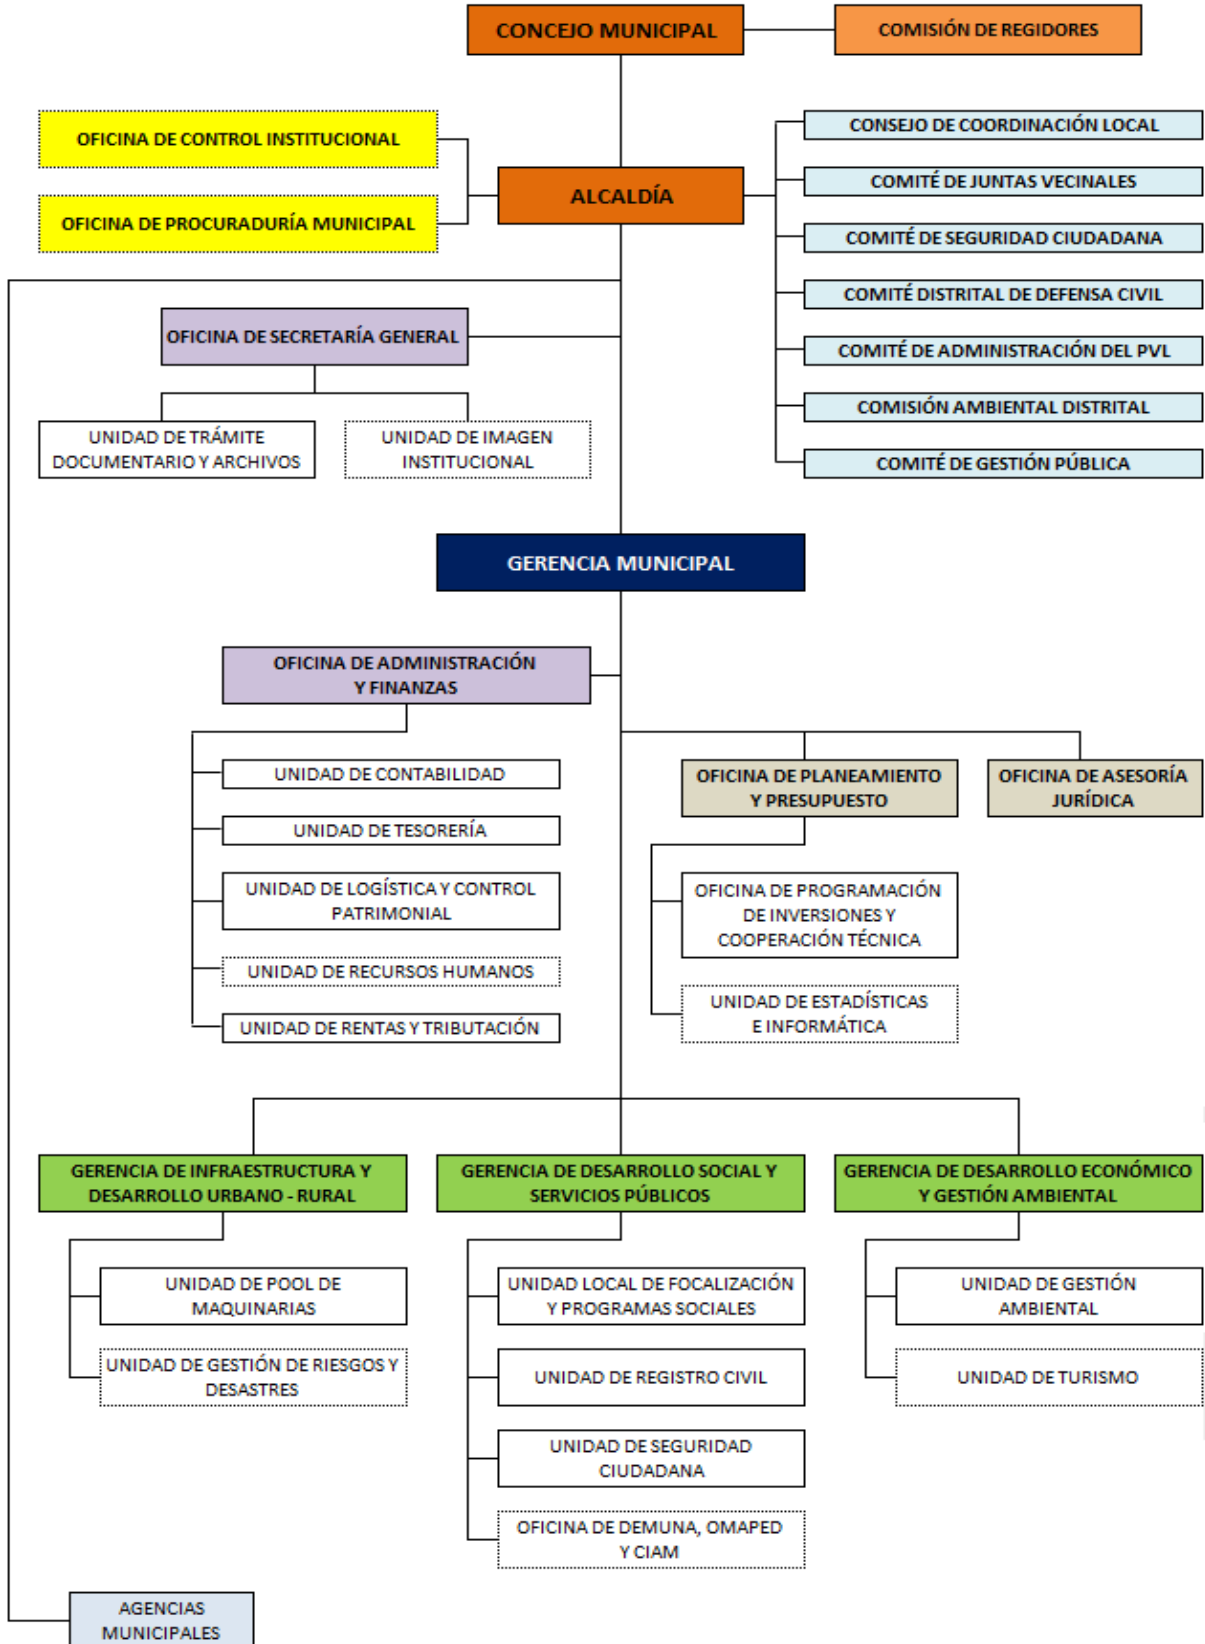 CONCEJO MUNICIPAL
COMISIÓN DE REGIDORES
OFICINA DE CONTROL INSTITUCIONAL
OFICINA DE PROCURADURÍA MUNICIPAL
ALCALDÍA
CONSEJO DE COORDINACIÓN LOCAL
COMITÉ DE JUNTAS VECINALES
COMITÉ DE SEGURIDAD CIUDADANA
COMITÉ DISTRITAL DE DEFENSA CIVIL
COMITÉ DE ADMINISTRACIÓN DEL PVL
COMISIÓN AMBIENTAL DISTRITAL
COMITÉ DE GESTIÓN PÚBLICA
OFICINA DE SECRETARÍA GENERAL
UNIDAD DE TRÁMITE
DOCUMENTARIO Y ARCHIVOS
UNIDAD DE IMAGEN
INSTITUCIONAL
GERENCIA MUNICIPAL
OFICINA DE ADMINISTRACIÓN
Y FINANZAS
UNIDAD DE CONTABILIDAD
UNIDAD DE TESORERÍA
UNIDAD DE LOGÍSTICA Y CONTROL
PATRIMONIAL
UNIDAD DE RECURSOS HUMANOS
UNIDAD DE RENTAS Y TRIBUTACIÓN
OFICINA DE PLANEAMIENTO
Y PRESUPUESTO
OFICINA DE ASESORÍA
JURÍDICA
OFICINA DE PROGRAMACIÓN
DE INVERSIONES Y
COOPERACIÓN TÉCNICA
UNIDAD DE ESTADÍSTICAS
E INFORMÁTICA
GERENCIA DE INFRAESTRUCTURA Y
DESARROLLO URBANO - RURAL
UNIDAD DE POOL DE
MAQUINARIAS
UNIDAD DE GESTIÓN DE RIESGOS Y
DESASTRES
GERENCIA DE DESARROLLO SOCIAL Y
SERVICIOS PÚBLICOS
UNIDAD LOCAL DE FOCALIZACIÓN
Y PROGRAMAS SOCIALES
UNIDAD DE REGISTRO CIVIL
UNIDAD DE SEGURIDAD
CIUDADANA
OFICINA DE DEMUNA, OMAPED
Y CIAM
GERENCIA DE DESARROLLO ECONÓMICO
Y GESTIÓN AMBIENTAL
UNIDAD DE GESTIÓN
AMBIENTAL
UNIDAD DE TURISMO
AGENCIAS
MUNICIPALES